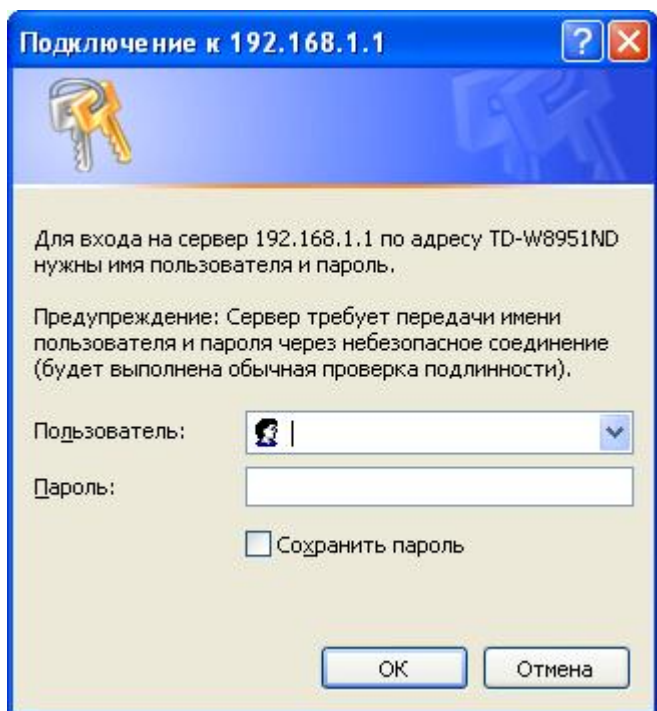 Подключение к 192.168.1.1
Для входа на сервер 192.168.1.1 по адресу TD-W8951ND
нужны имя пользователя и пароль.
Предупреждение: Сервер требует передачи имени
пользователя и пароля через небезопасное соединение
(будет выполнена обычная проверка подлинности).
Пользователь:
Пароль:
Сохранить пароль
ОК
Отмена